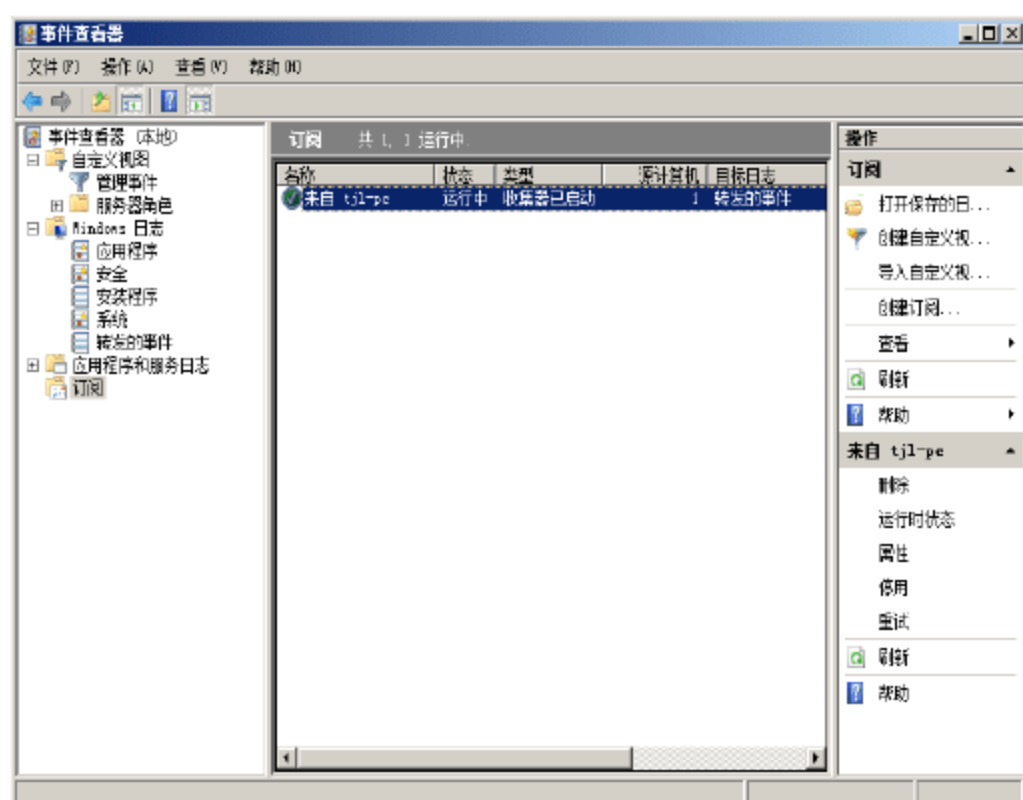 事件查看器
文件(F) 操作(A) 查看(V) 帮助(H)
事件查看器 (本地)
自定义视图
管理事件
服务器角色
Windows 日志
应用程序
安全
安装程序
系统
转发的事件
应用程序和服务日志
订阅
订阅 共 1, 1 运行中.
名称 状态 类型 源计算机 目标日志
来自 tjl-pc 运行中 收集器已启动 1 转发的事件
操作
订阅
打开保存的日...
创建自定义视...
导入自定义视...
创建订阅...
查看
刷新
帮助
来自 tjl-pc
删除
运行时状态
属性
停用
重试
刷新
帮助